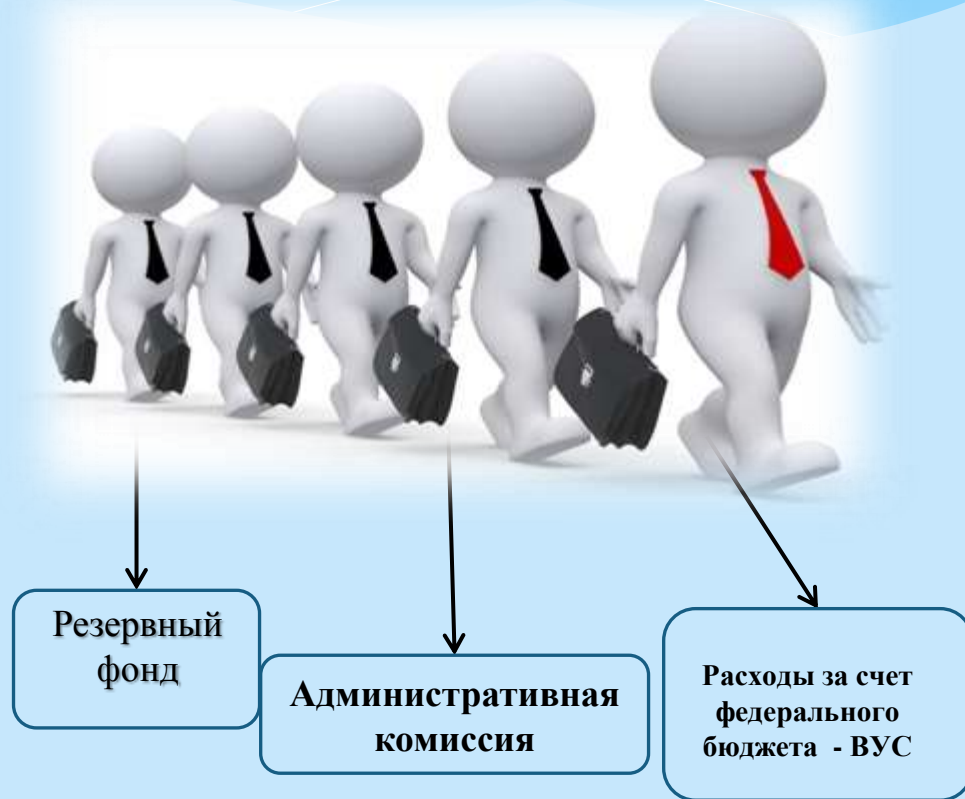 Резервный
фонд
Административная
комиссия
Расходы за счет
федерального
бюджета - ВУС